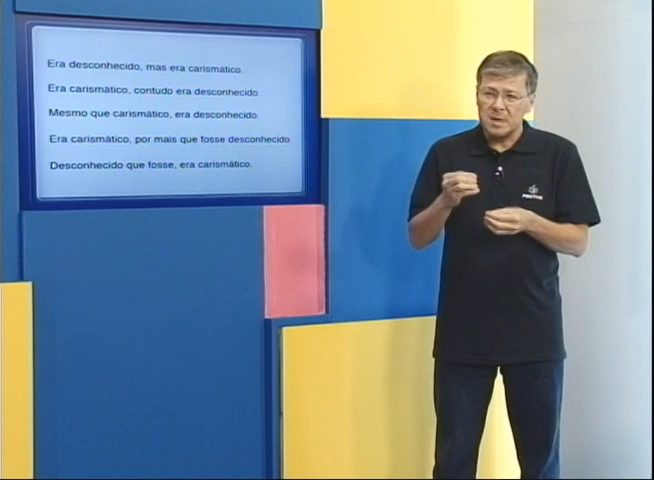 Era desconhecido, mas era carismático.
Era carismático, contudo era desconhecido.
Mesmo que carismático, era desconhecido.
Era carismático, por mais que fosse desconhecido.
Desconhecido que fosse, era carismático.
POSITIVO